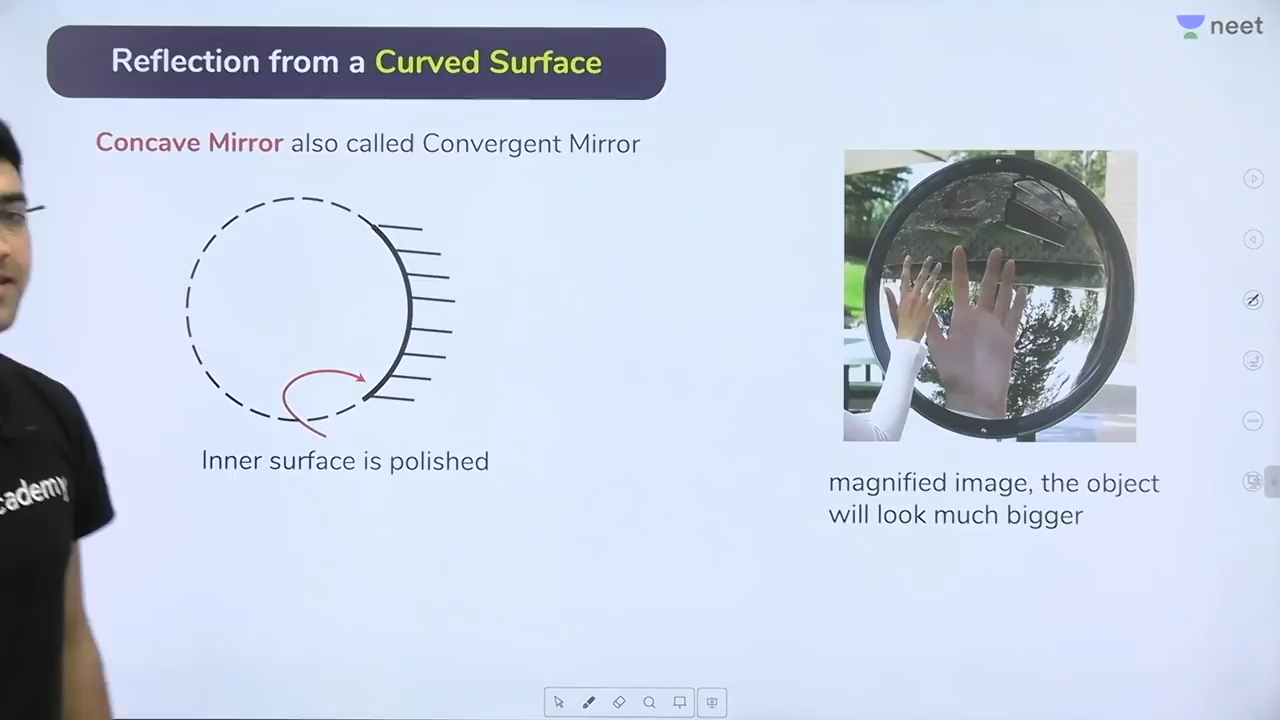 neet
Reflection from a Curved Surface
Concave Mirror also called Convergent Mirror
Inner surface is polished
magnified image, the object
will look much bigger
cademy